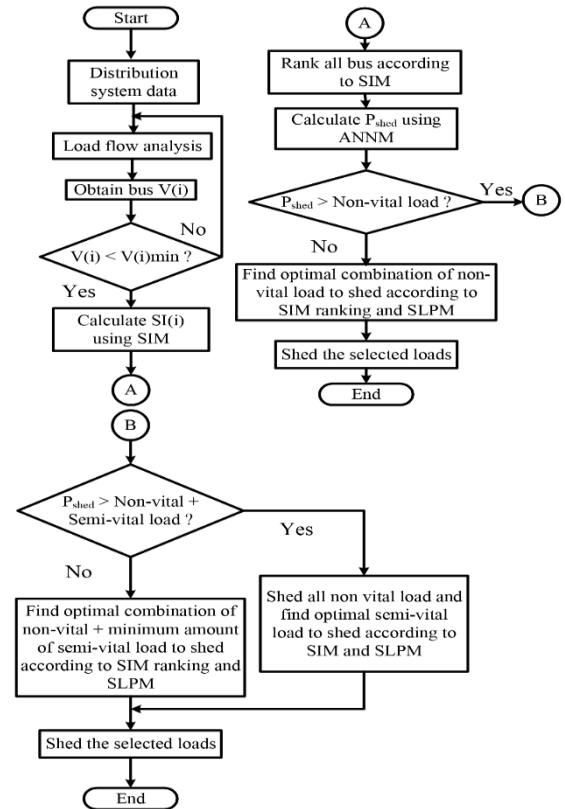 Start
Distribution
system data
Load flow analysis
Obtain bus V(i)
No
V(i) < V(i)min ?
Yes
Calculate SI(i)
using SIM
A
A
Rank all bus according
to SIM
Calculate Pshed using
ANNM
Pshed > Non-vital load ?
Yes
B
No
Find optimal combination of non-
vital load to shed according to
SIM ranking and SLPM
Shed the selected loads
End
B
Pshed > Non-vital +
Semi-vital load ?
Yes
No
Find optimal combination of
non-vital + minimum amount
of semi-vital load to shed
according to SIM ranking and
SLPM
Shed all non vital load and
find optimal semi-vital
load to shed according to
SIM and SLPM
Shed the selected loads
End